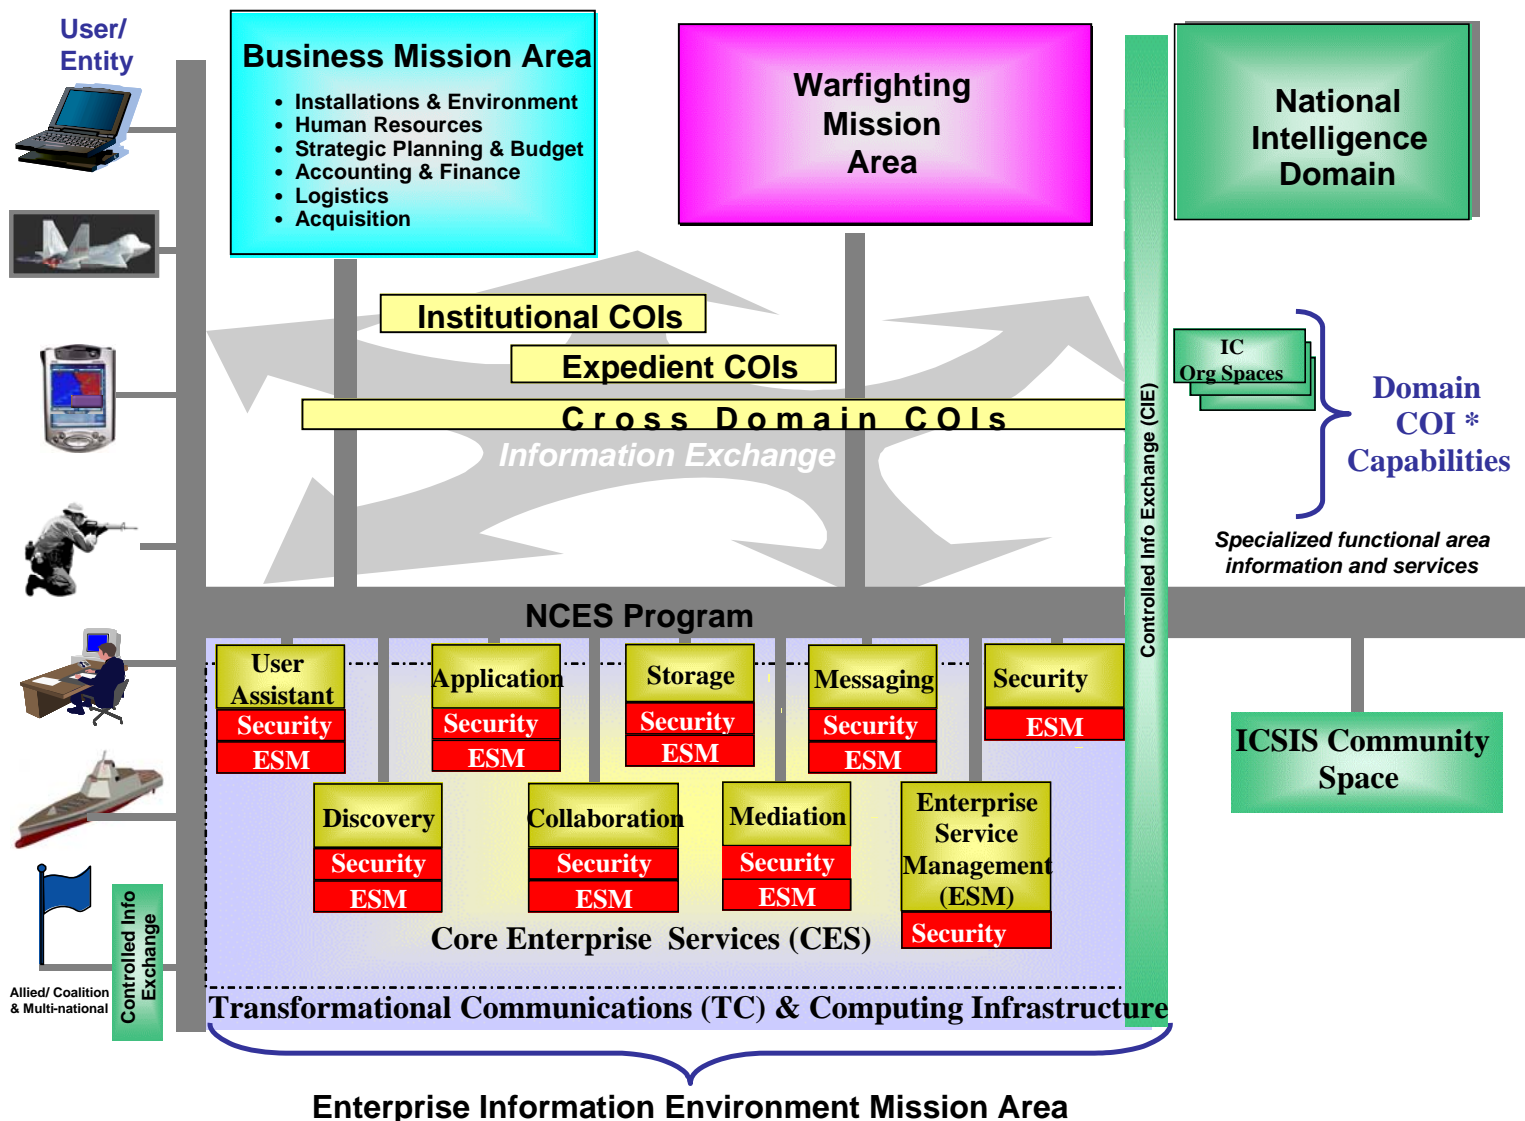 User/
Entity
Business Mission Area
• Installations & Environment
• Human Resources
• Strategic Planning & Budget
• Accounting & Finance
• Logistics
• Acquisition
Warfighting
Mission
Area
National
Intelligence
Domain
Institutional COIs
Expedient COIs
Cross Domain COIs
Information Exchange
Controlled Info Exchange (CIE)
IC
Org Spaces
Domain
COI *
Capabilities
Specialized functional area
information and services
NCES Program
User
Assistant
Security
ESM
Application
Security
ESM
Storage
Security
ESM
Messaging
Security
ESM
Security
ESM
Discovery
Security
ESM
Collaboration
Security
ESM
Mediation
Security
ESM
Enterprise
Service
Management
(ESM)
Security
ICSIS Community
Space
Core Enterprise Services (CES)
Allied/ Coalition
& Multi-national
Controlled Info
Exchange
Transformational Communications (TC) & Computing Infrastructure
Enterprise Information Environment Mission Area